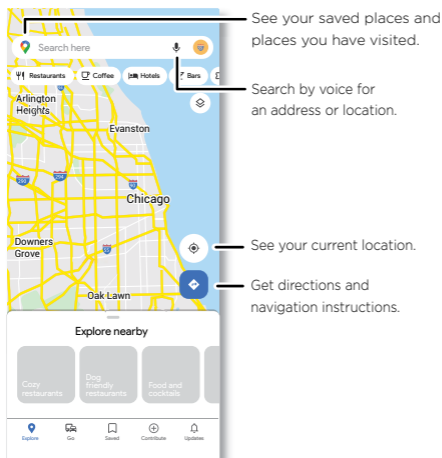 See your saved places and
places you have visited.
Search here
Restaurants Coffee Hotels Bars
Search by voice for
an address or location.
Arlington
Heights
Evanston
290
Chicago
Downers
Grove
See your current location.
Oak Lawn
Get directions and
navigation instructions.
Explore nearby
Cozy
restaurants
Dog
friendly
restaurants
Food and
cocktails
Explore Go Saved Contribute Updates